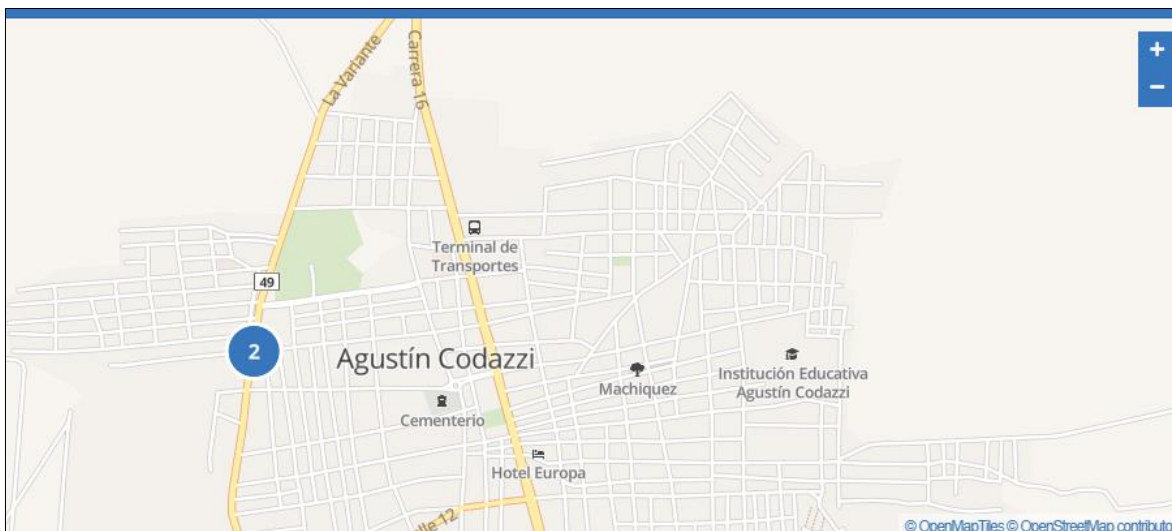 La Variante
Carrera 16
+
−
Terminal de
Transportes
49
2
Agustín Codazzi
Machiquez
Institución Educativa
Agustín Codazzi
Cementerio
Hotel Europa
lle 12
© OpenMapTiles © OpenStreetMap contributo